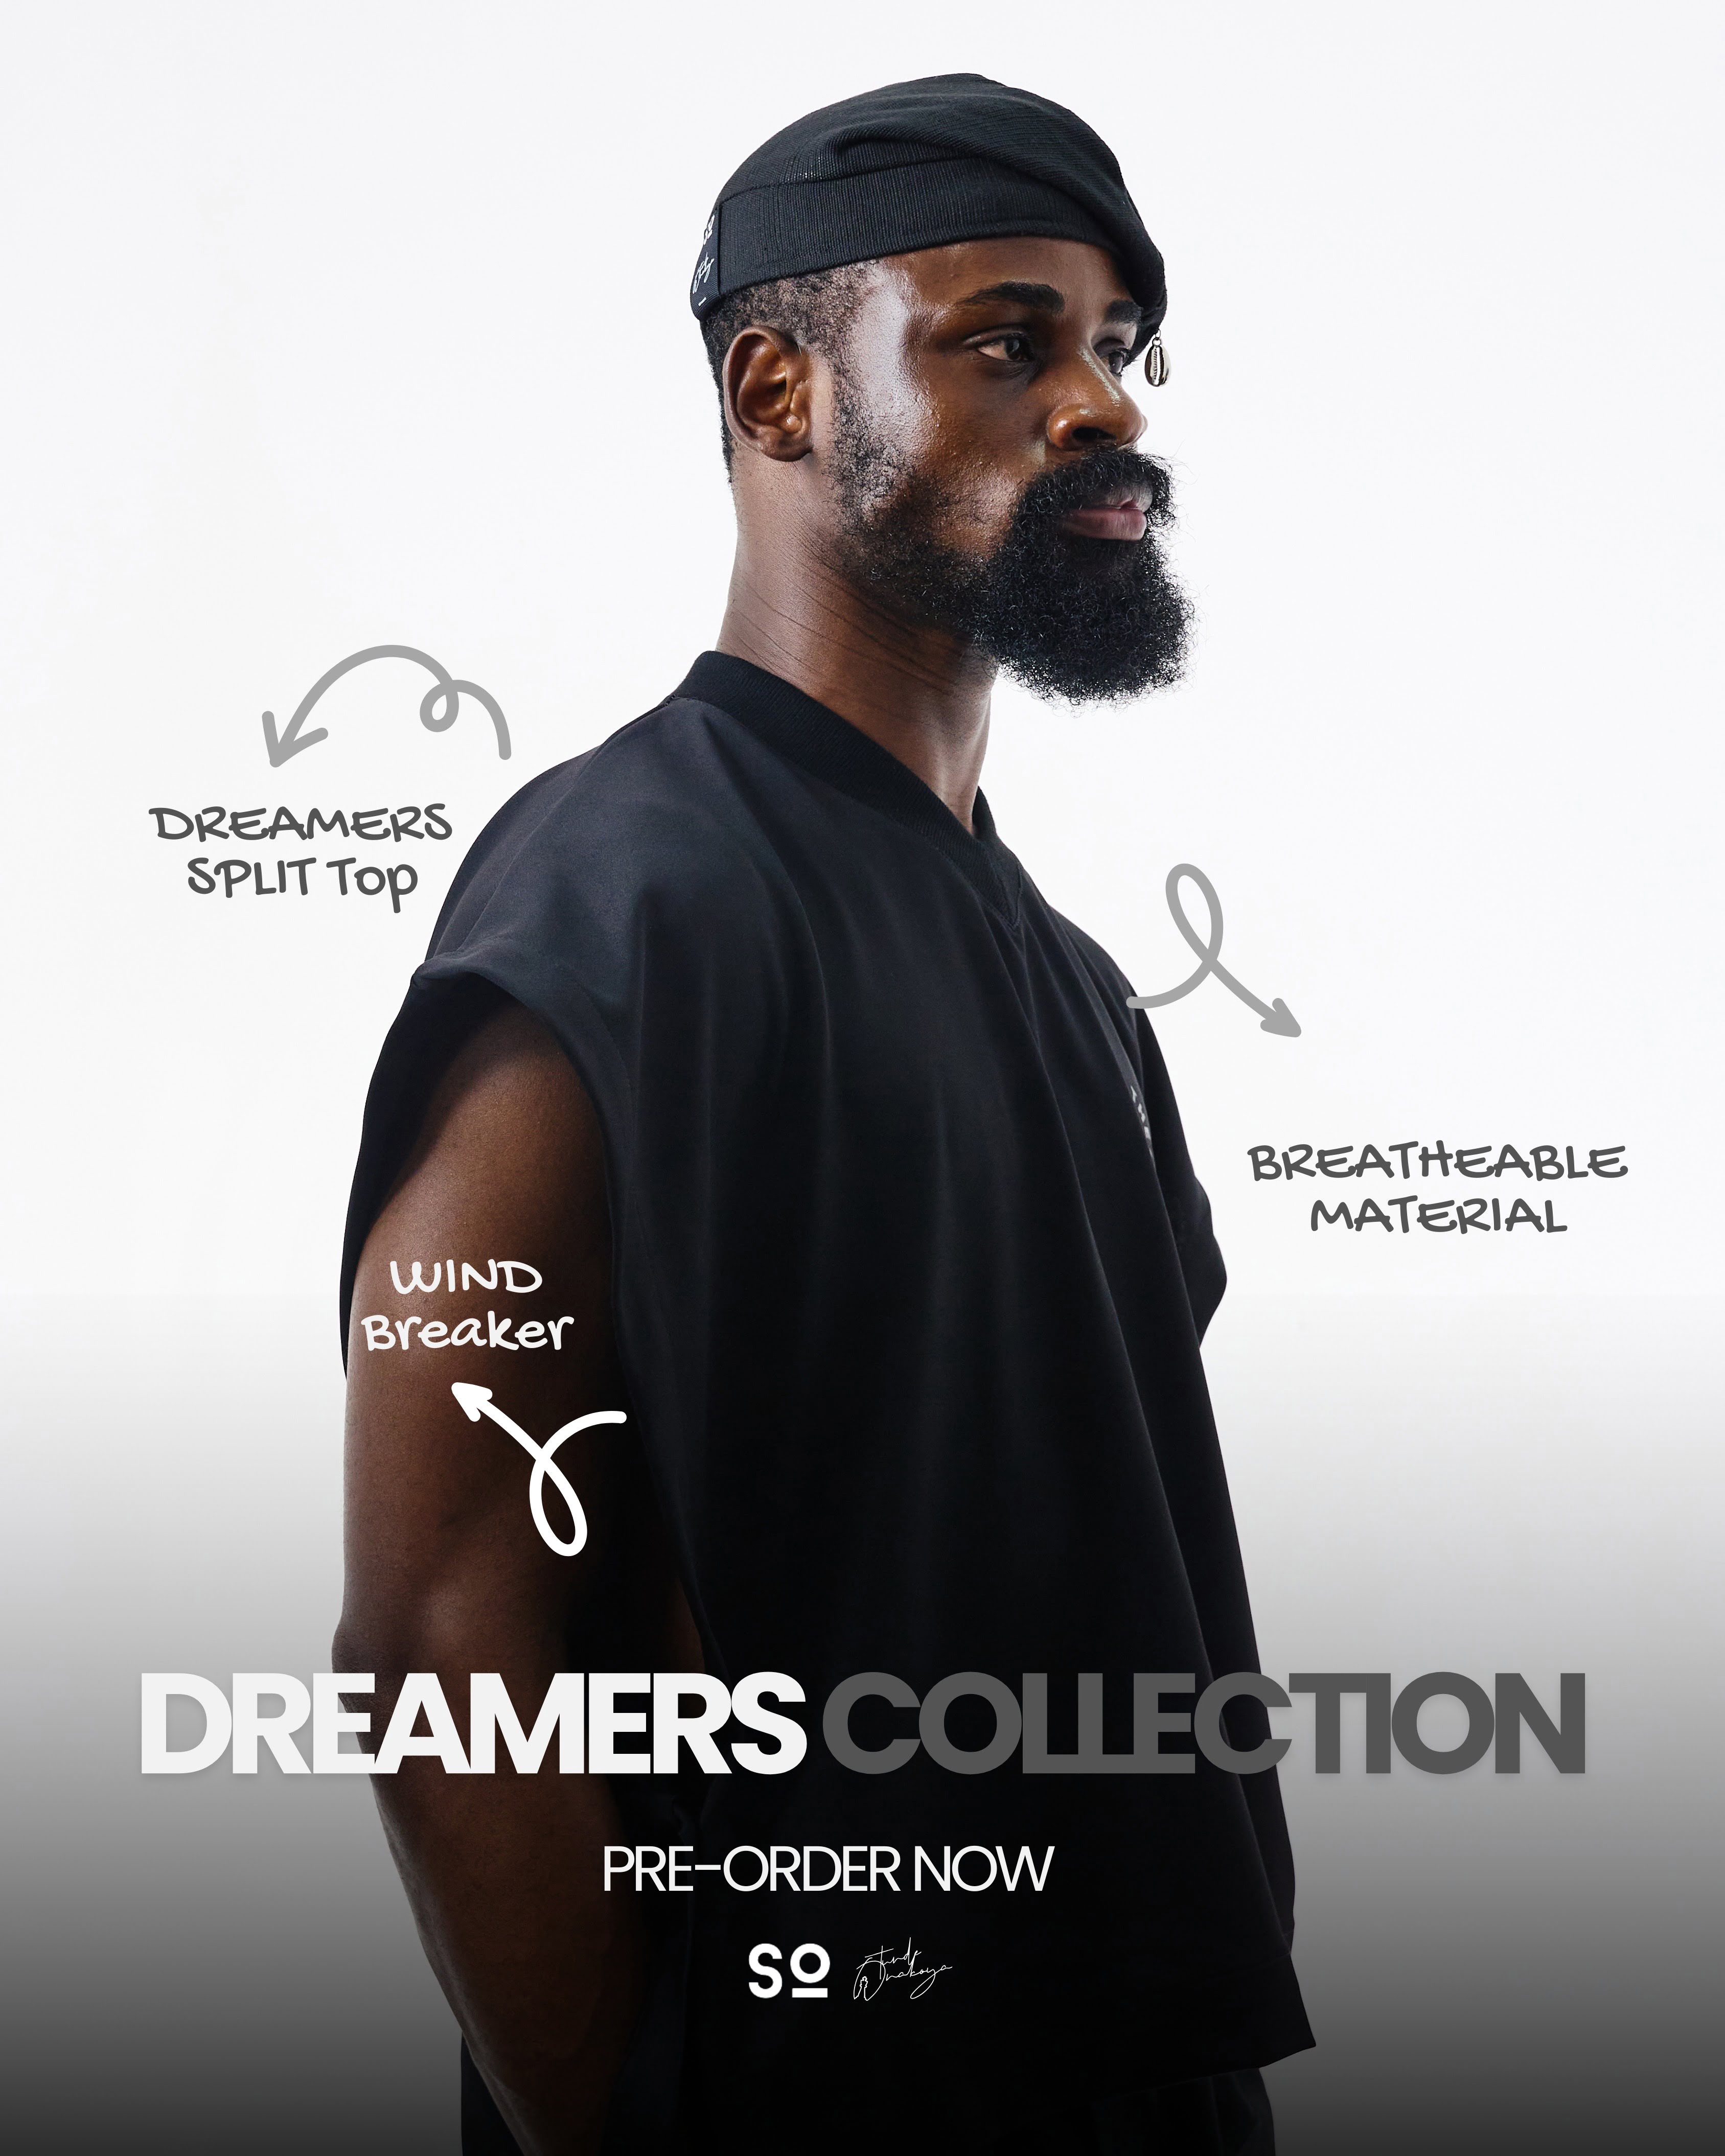 DREAMERS
SPLIT Top
BREATHEABLE
MATERIAL
WIND
Breaker
DREAMERS COLLECTION
PRE-ORDER NOW
SO